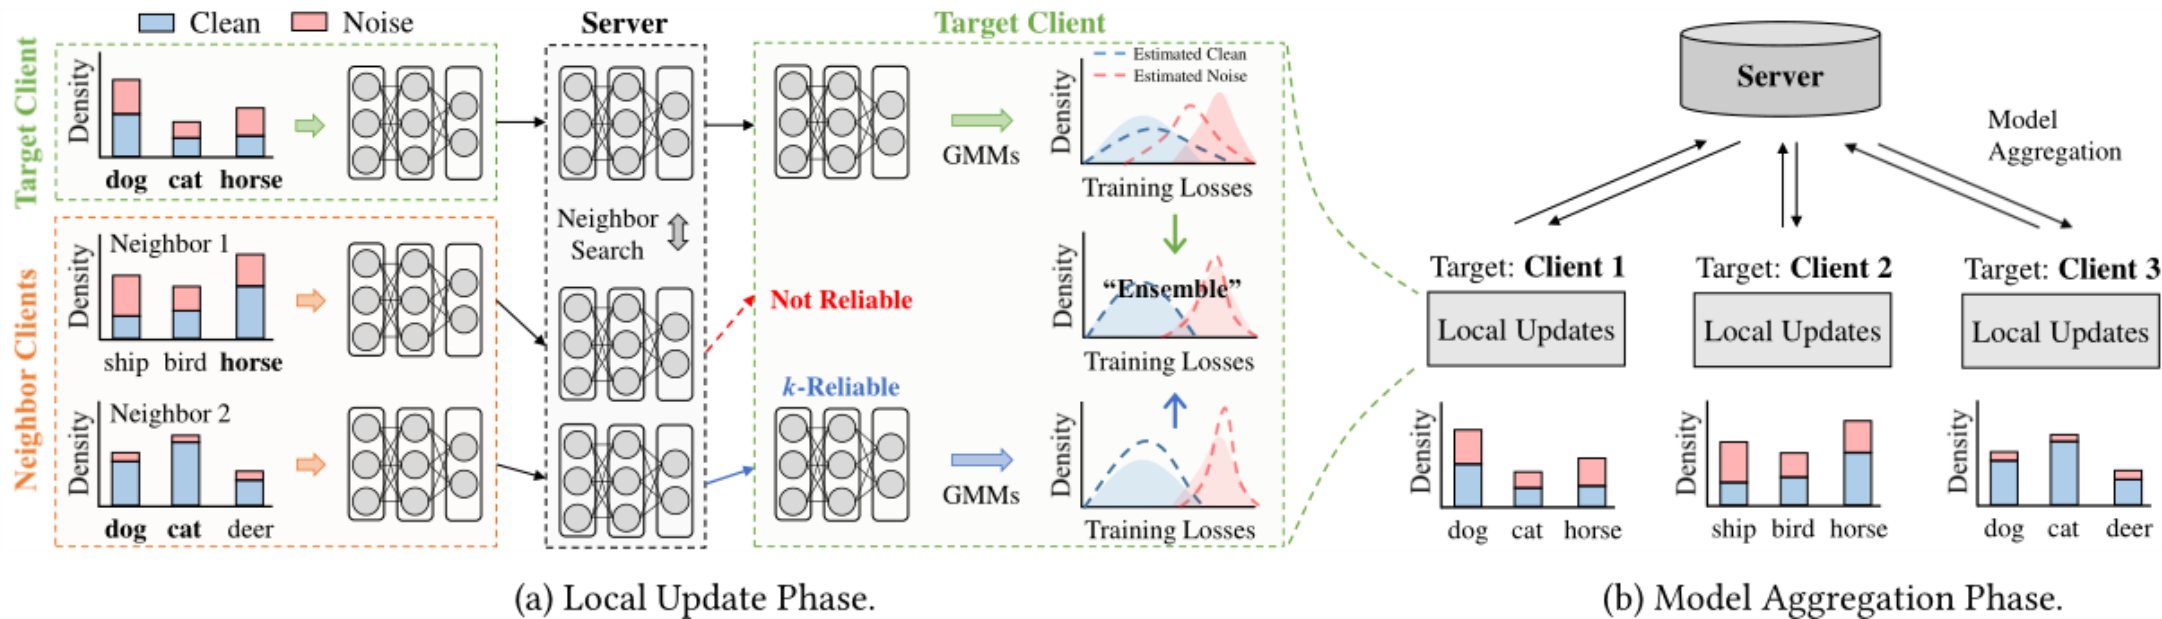 Clean
Noise
Server
Target Client
Target Client
Density
dog
cat
horse
Neighbor Clients
Neighbor 1
Density
ship
bird
horse
Neighbor 2
Density
dog
cat
deer
Neighbor
Search
Not Reliable
k-Reliable
GMMs
Estimated Clean
Estimated Noise
Density
Training Losses
Density
"Ensemble"
Training Losses
GMMs
Density
Training Losses
(a) Local Update Phase.
Server
Model
Aggregation
Target: Client 1
Target: Client 2
Target: Client 3
Local Updates
Local Updates
Local Updates
Density
dog
cat
horse
Density
ship
bird
horse
Density
dog
cat
deer
(b) Model Aggregation Phase.